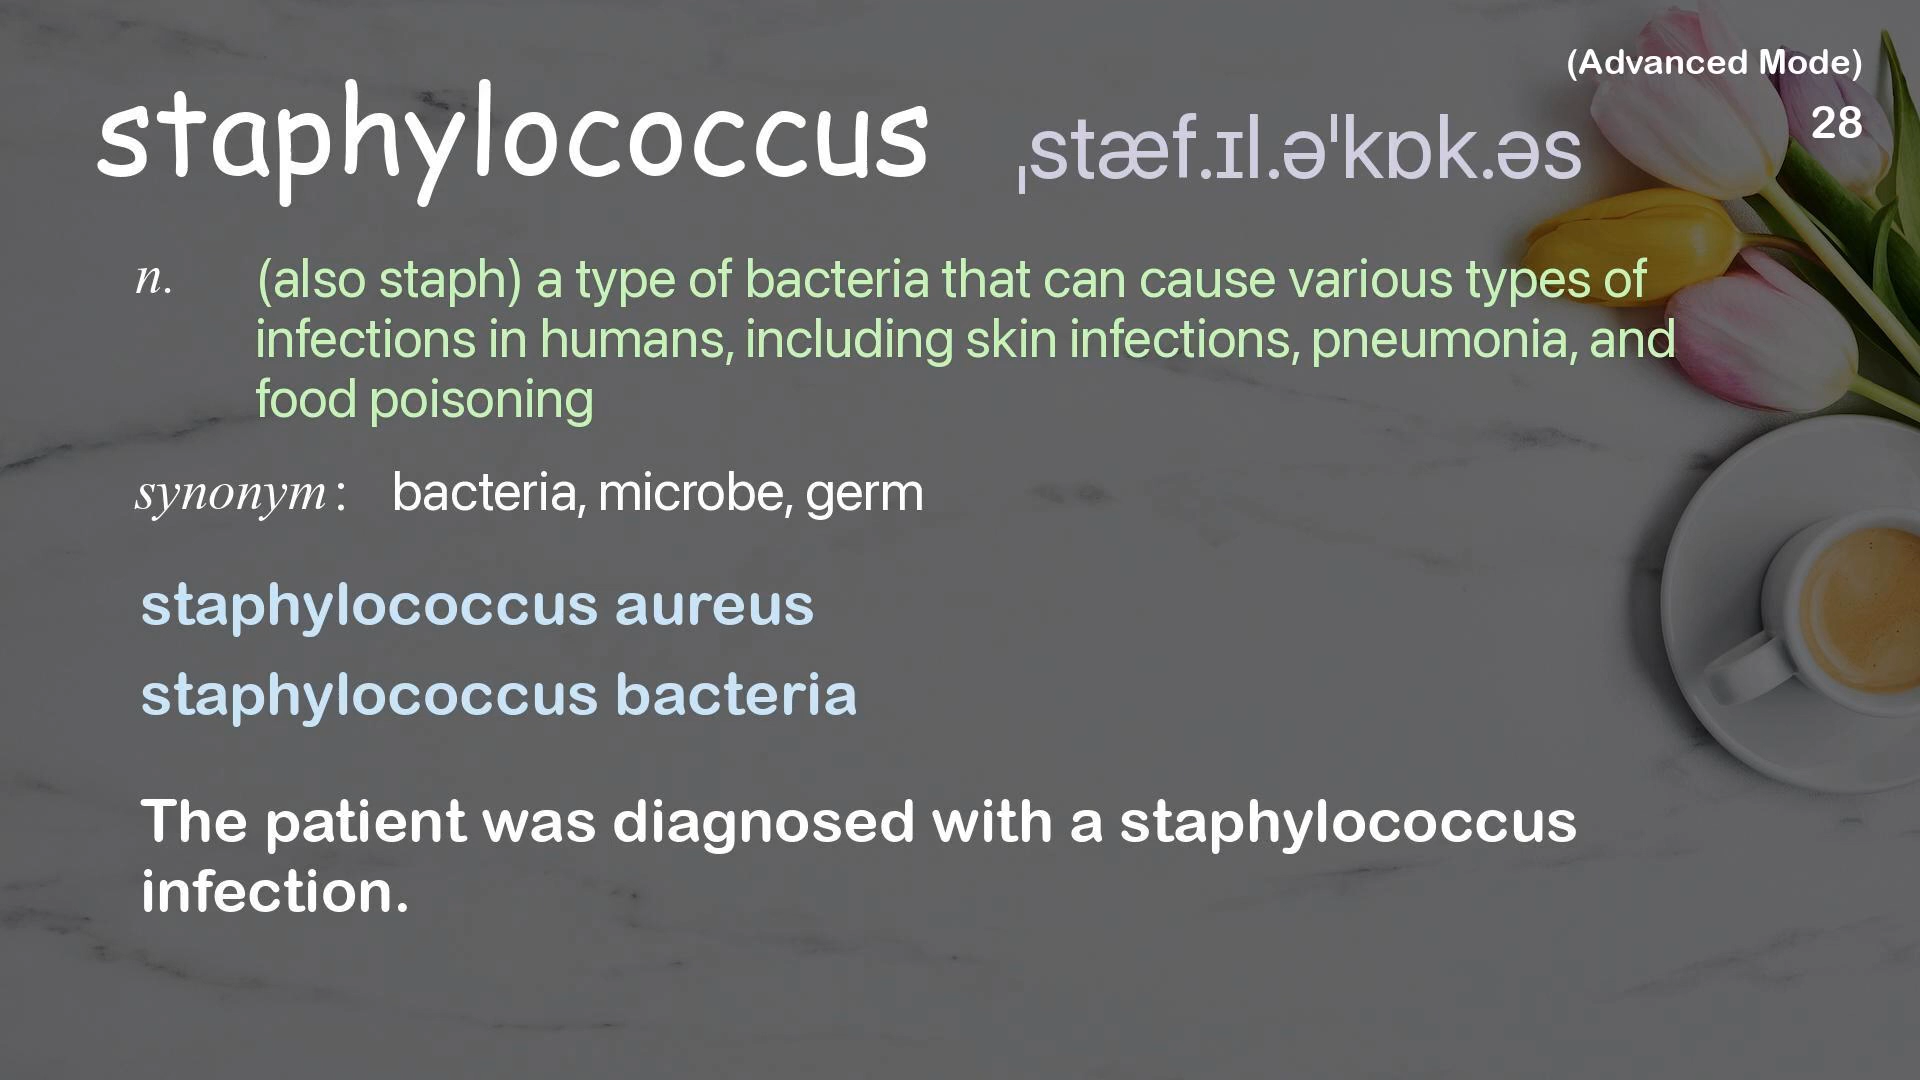 (Advanced Mode)
staphylococcus ˌstæf.ɪl.əˈkɒk.əs 28
n. (also staph) a type of bacteria that can cause various types of
infections in humans, including skin infections, pneumonia, and
food poisoning
synonym: bacteria, microbe, germ
staphylococcus aureus
staphylococcus bacteria
The patient was diagnosed with a staphylococcus
infection.